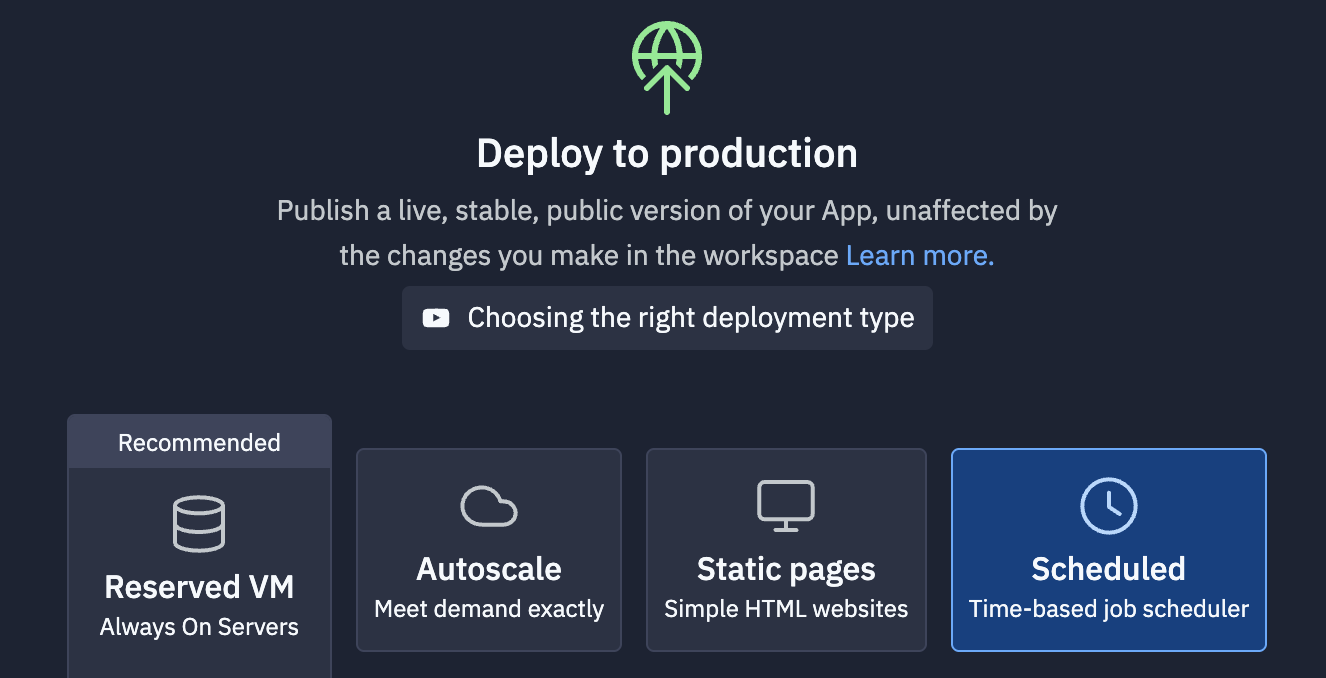 Deploy to production
Publish a live, stable, public version of your App, unaffected by
the changes you make in the workspace Learn more.
Choosing the right deployment type
Recommended
Reserved VM
Always On Servers
Autoscale
Meet demand exactly
Static pages
Simple HTML websites
Scheduled
Time-based job scheduler